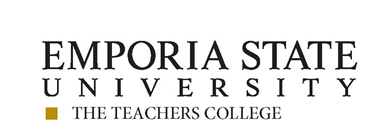 EMPORIA STATE
UNIVERSITY
THE TEACHERS COLLEGE